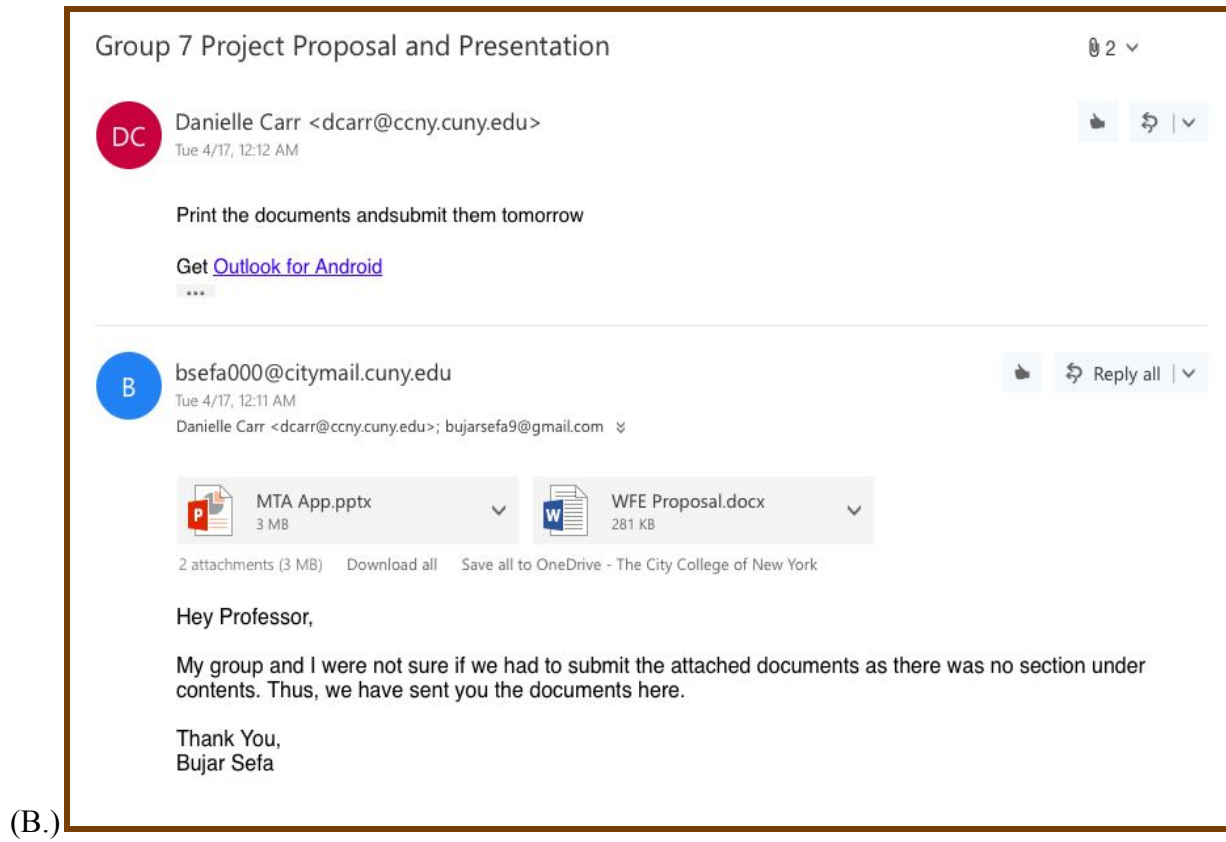 Group 7 Project Proposal and Presentation
2
DC
Danielle Carr <dcarr@ccny.cuny.edu>
Tue 4/17, 12:12 AM
Print the documents andsubmit them tomorrow
Get Outlook for Android
...
B
bsefa000@citymail.cuny.edu
Reply all
Tue 4/17, 12:11 AM
Danielle Carr <dcarr@ccny.cuny.edu>; bujarsefa9@gmail.com
P
MTA App.pptx
3 MB
W
WFE Proposal.docx
281 KB
2 attachments (3 MB) Download all Save all to OneDrive - The City College of New York
Hey Professor,
My group and I were not sure if we had to submit the attached documents as there was no section under
contents. Thus, we have sent you the documents here.
Thank You,
Bujar Sefa
(B.)